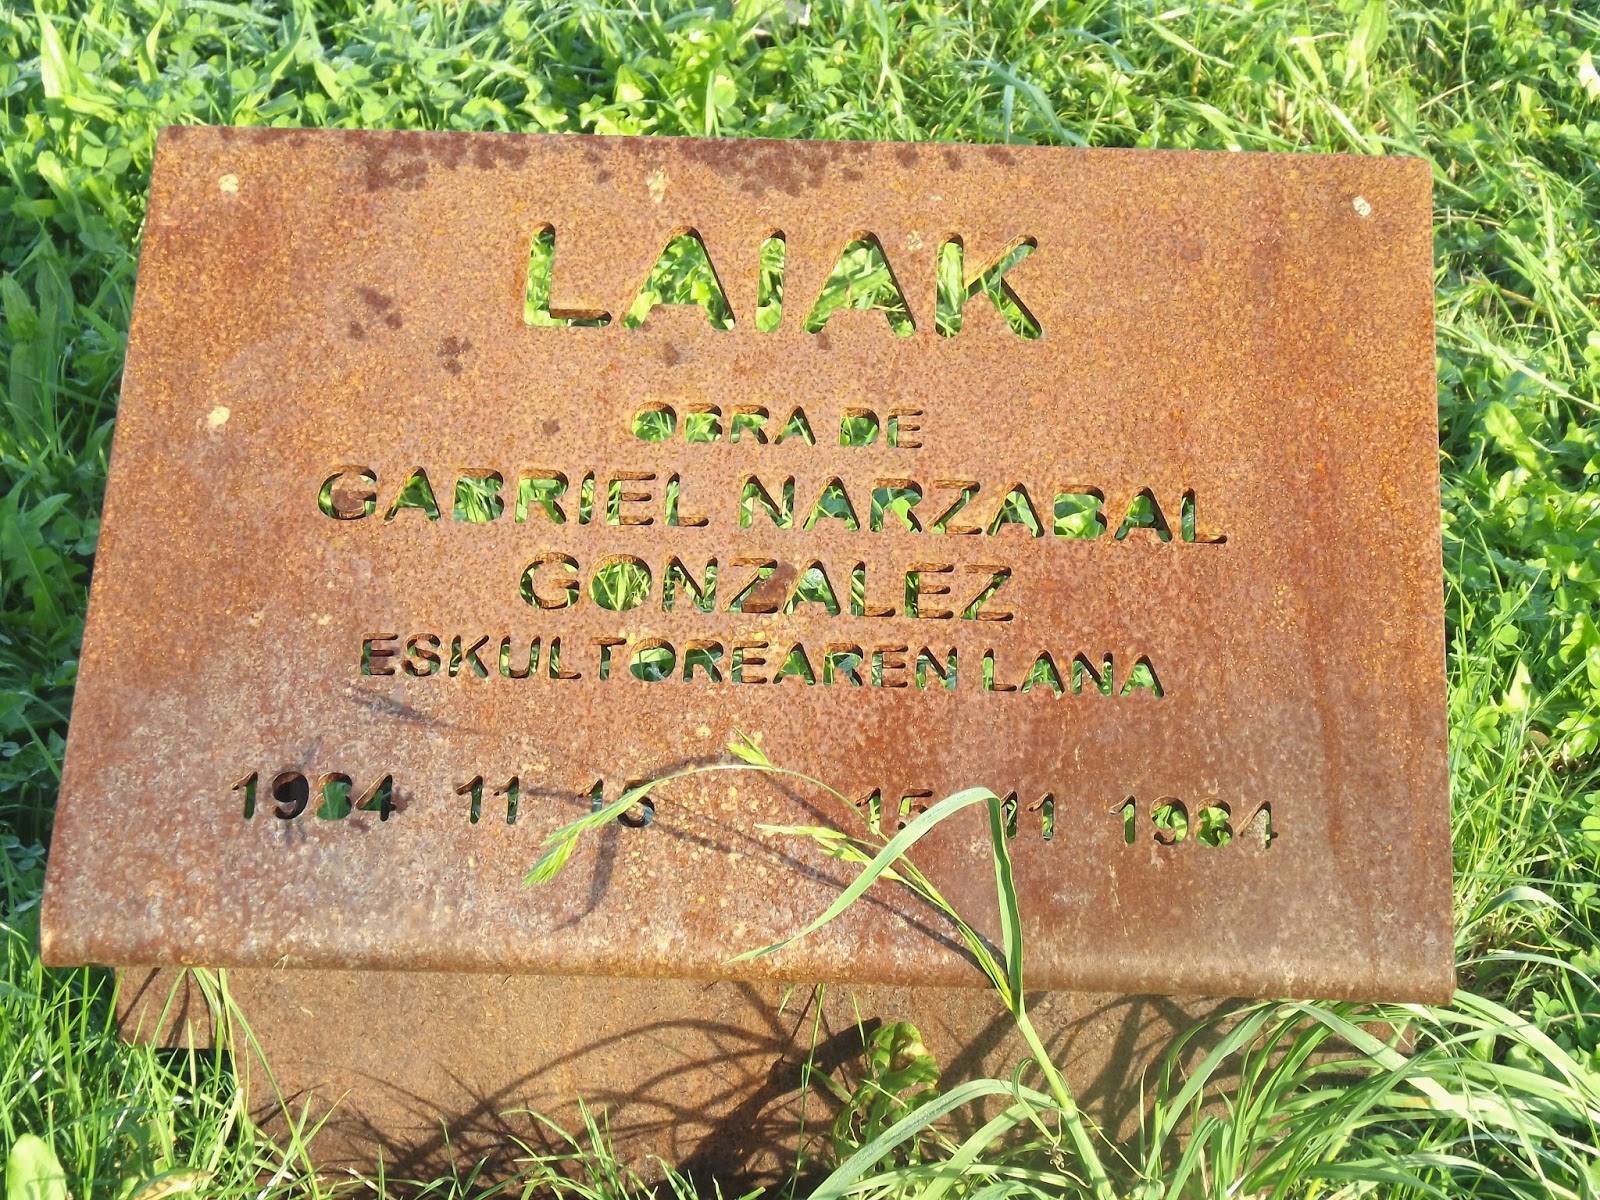 LAIAK
OBRA DE
GABRIEL NARZABAL
GONZALEZ
ESKULTOREAREN LANA
1984 11 15 15 11 1984